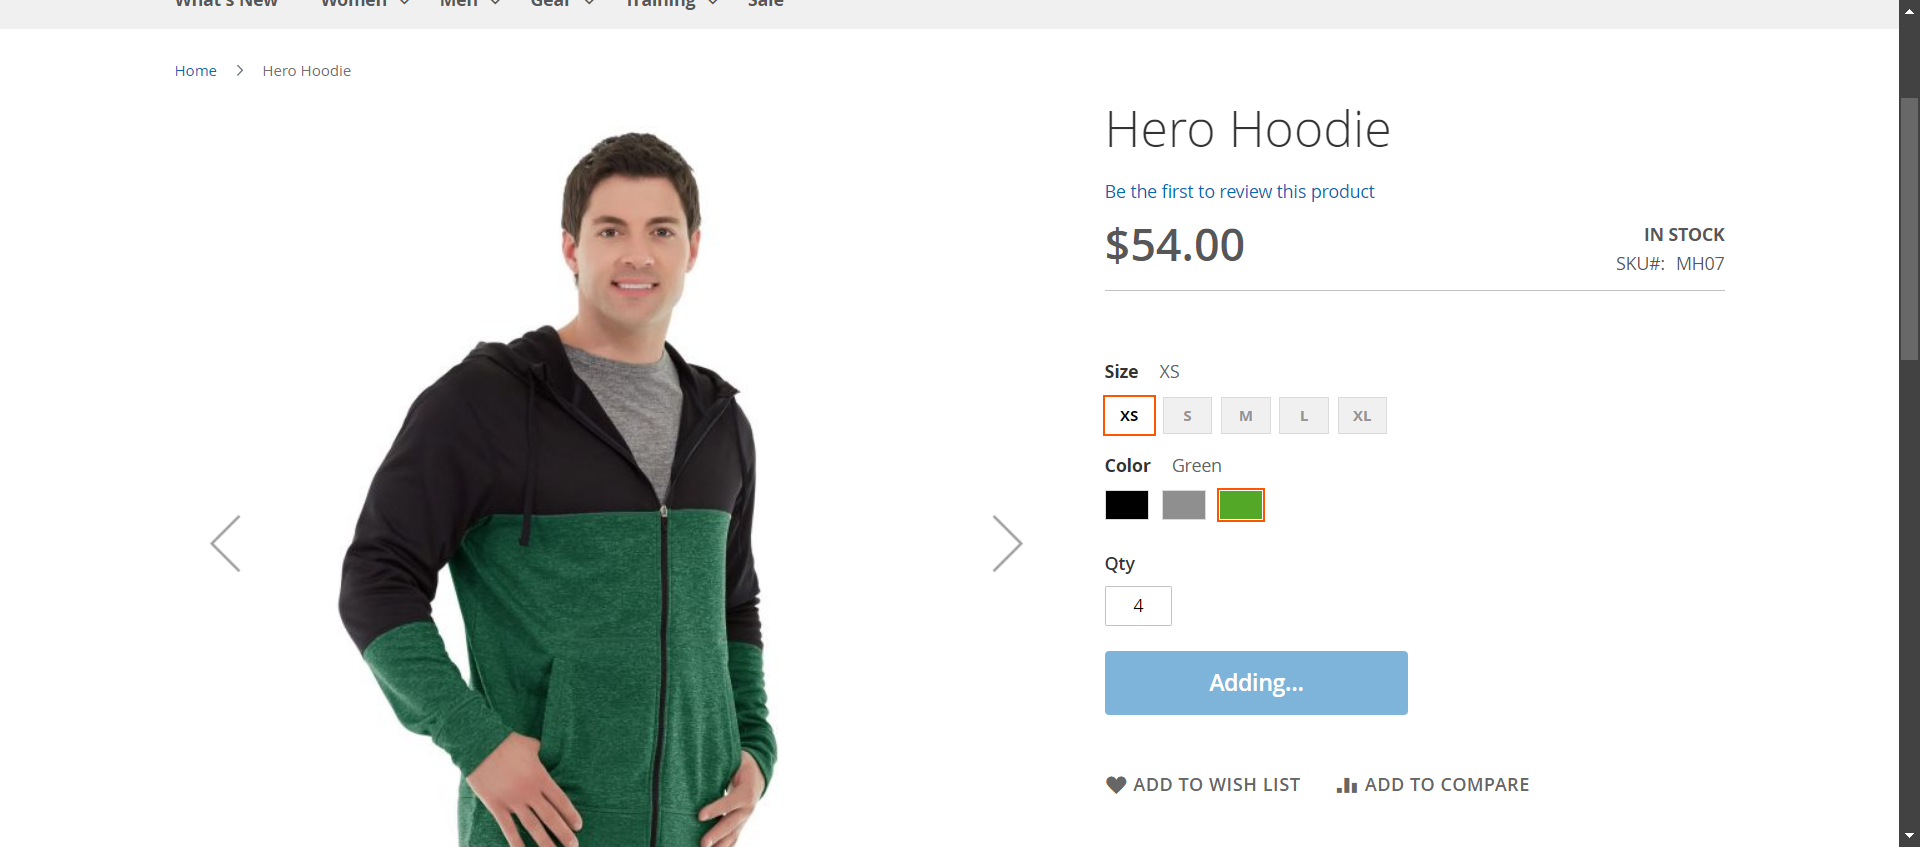 What's New Women Men Gear Training Sale
Home Hero Hoodie
Hero Hoodie
Be the first to review this product
$54.00
IN STOCK
SKU#: MH07
Size XS
XS S M L XL
Color Green
Qty
4
Adding...
ADD TO WISH LIST ADD TO COMPARE